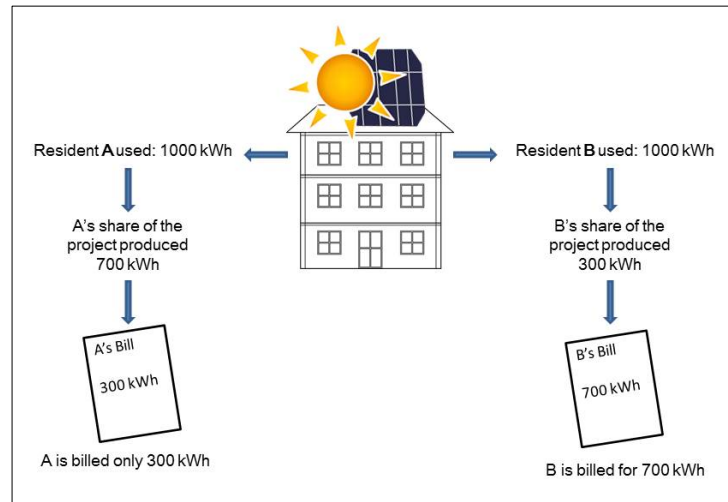 Resident A used: 1000 kWh
A's share of the
project produced
700 kWh
A's Bill
300 kWh
A is billed only 300 kWh
Resident B used: 1000 kWh
B's share of the
project produced
300 kWh
B's Bill
700 kWh
B is billed for 700 kWh